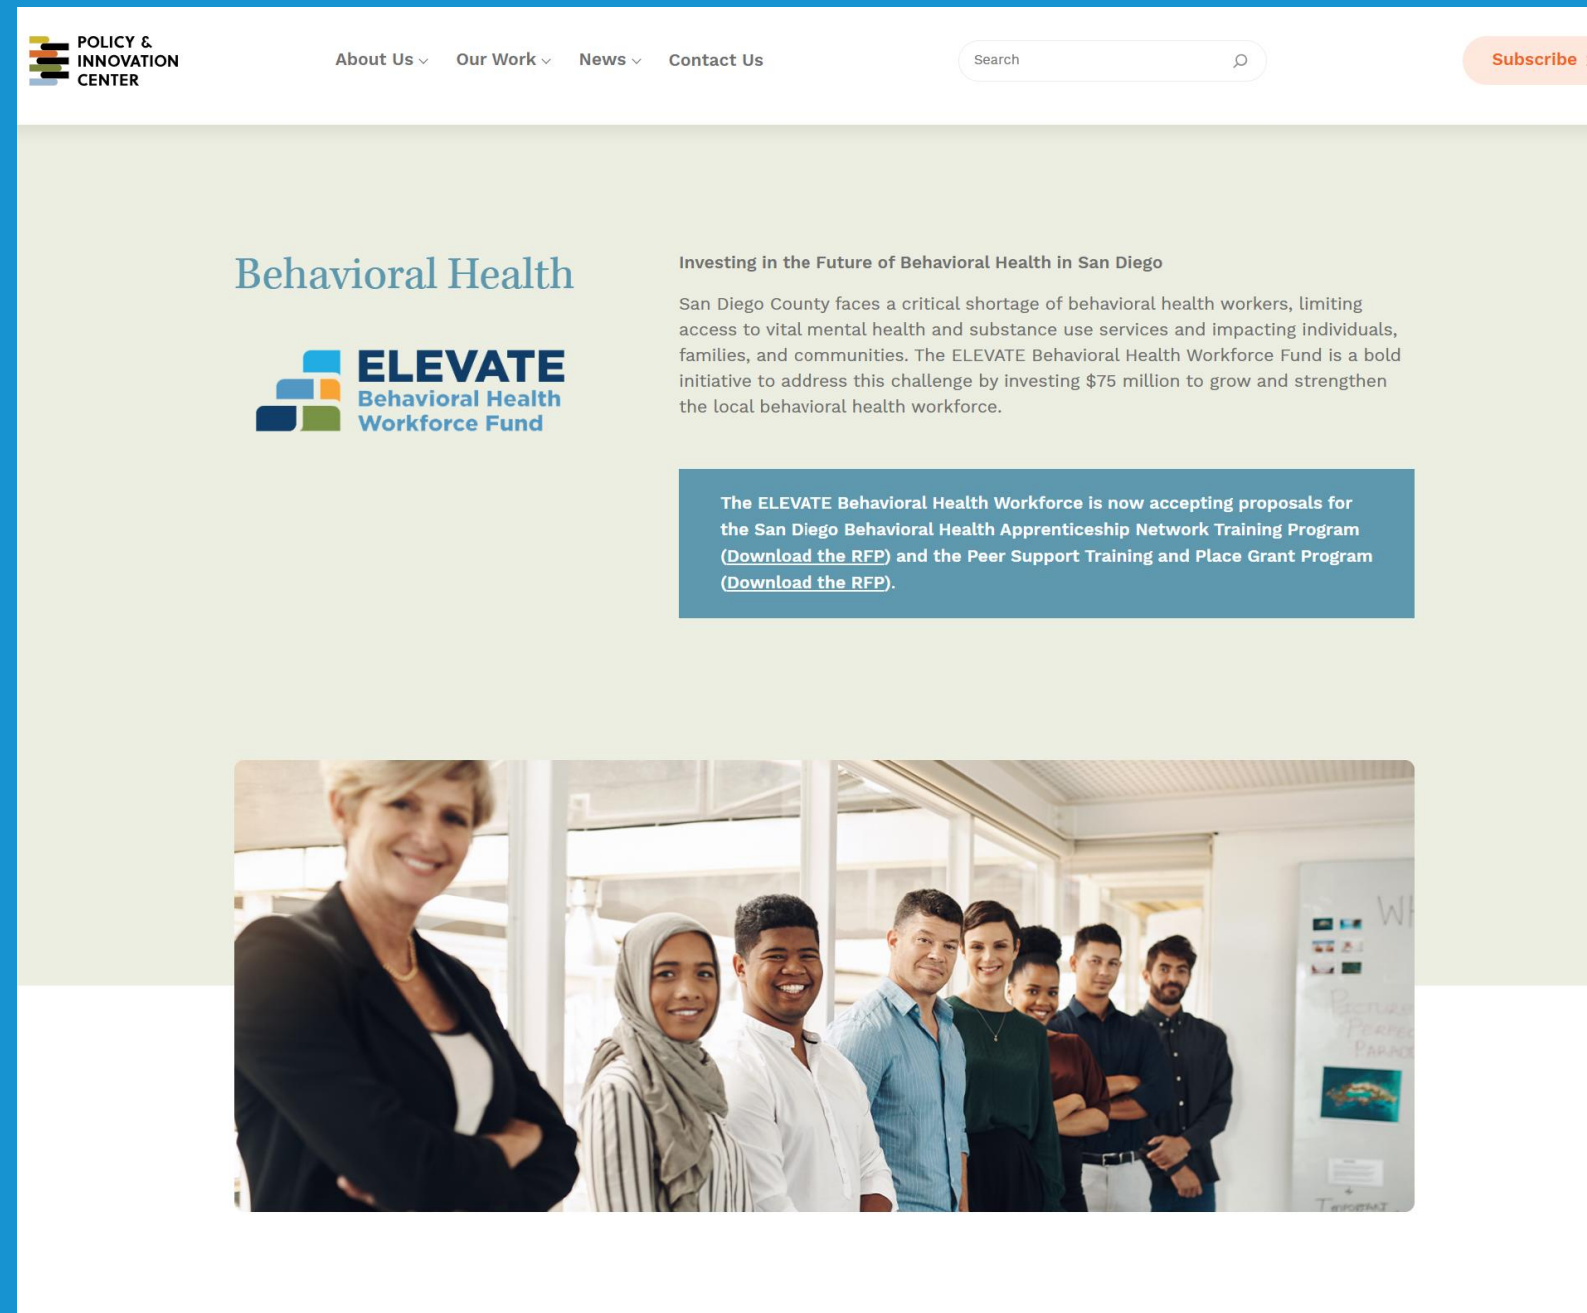 POLICY &
INNOVATION
CENTER
About Us
Our Work
News
Contact Us
Search
Subscribe
Behavioral Health
ELEVATE
Behavioral Health
Workforce Fund
Investing in the Future of Behavioral Health in San Diego
San Diego County faces a critical shortage of behavioral health workers, limiting
access to vital mental health and substance use services and impacting individuals,
families, and communities. The ELEVATE Behavioral Health Workforce Fund is a bold
initiative to address this challenge by investing $75 million to grow and strengthen
the local behavioral health workforce.
The ELEVATE Behavioral Health Workforce is now accepting proposals for
the San Diego Behavioral Health Apprenticeship Network Training Program
(Download the RFP) and the Peer Support Training and Place Grant Program
(Download the RFP).